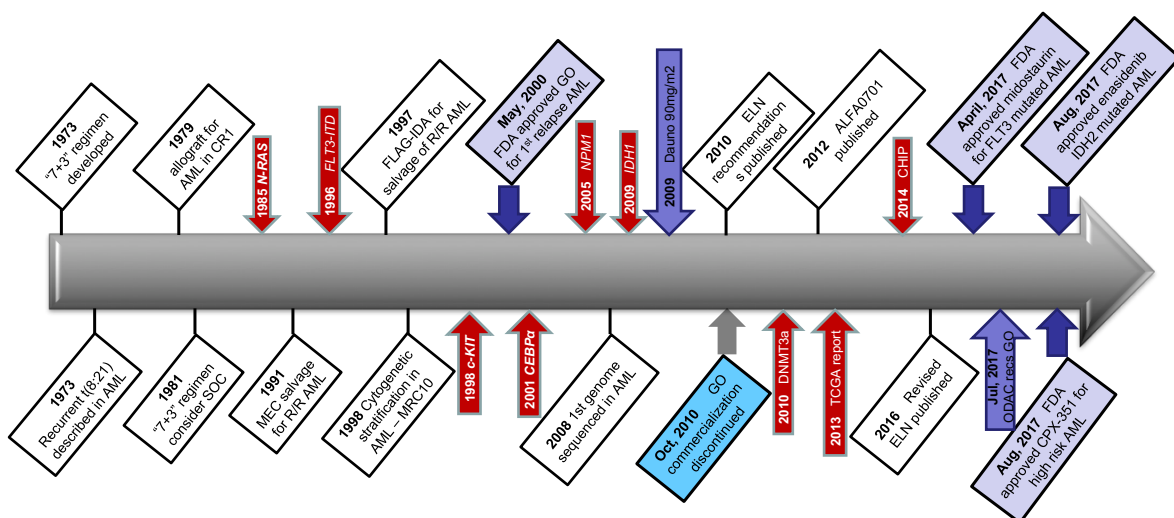 1973
“7+3” regimen
developed
1979
allograft for
AML in CR1
1985 N-RAS
1996 FLT3-ITD
1997
FLAG-IDA for
salvage of R/R AML
May, 2000
FDA approved GO
for 1st relapse AML
2005 NPM1
2009 IDH1
2009 Dauno 90mg/m2
2010 ELN
recommendation
s published
2012 ALFA0701
published
2014 CHIP
April, 2017 FDA
approved midostaurin
for FLT3 mutated AML
Aug, 2017 FDA
approved enasidenib
IDH2 mutated AML
1973
Recurrent t(8:21)
described in AML
1981
“7+3” regimen
consider SOC
1991
MEC salvage
for R/R AML
1998 Cytogenetic
stratification in
AML – MRC10
1998 c-KIT
2001 CEBPα
2008 1st genome
sequenced in AML
Oct, 2010 GO
commercialization
discontinued
2010 DNMT3a
2013 TCGA report
2016 Revised
ELN published
Jul, 2017
ODAC recs GO
Aug, 2017 FDA
approved CPX-351 for
high risk AML